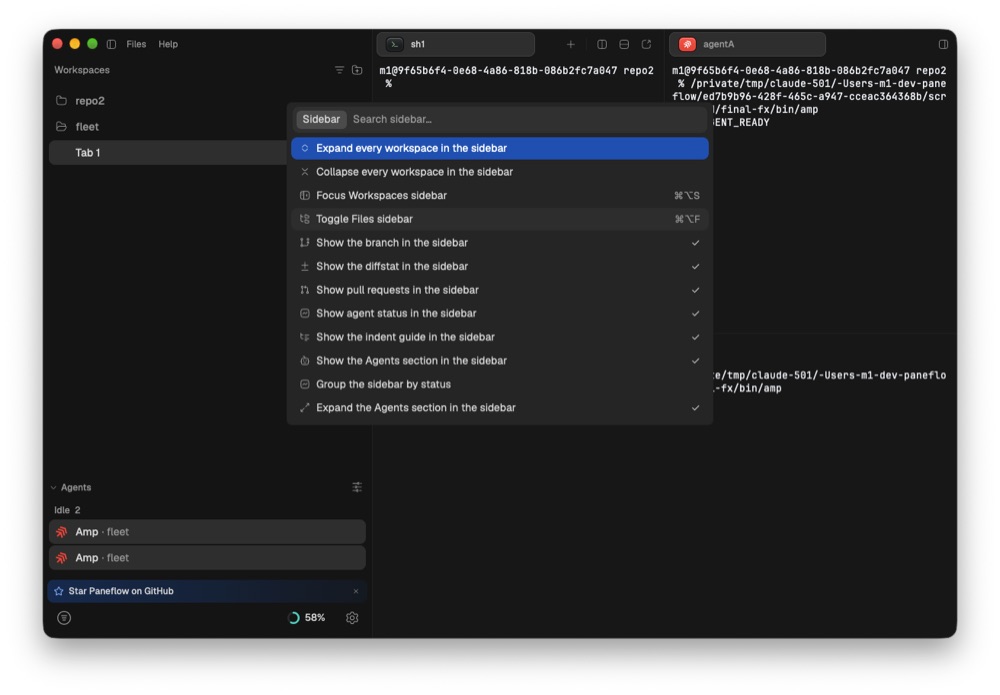 Files Help
sh1
agentA
Workspaces
repo2
fleet
Tab 1
m1@9f65b6f4-0e68-4a86-818b-086b2fc7a047 repo2
%
m1@9f65b6f4-0e68-4a86-818b-086b2fc7a047 repo2
% /private/tmp/claude-501/-Users-m1-dev-pane
flow/ed7b9b96-428f-465c-a947-cceac364368b/scr
/final-fx/bin/amp
ENT_READY
Sidebar Search sidebar...
Expand every workspace in the sidebar
Collapse every workspace in the sidebar
Focus Workspaces sidebar ⌘⌥S
Toggle Files sidebar ⌘⌥F
Show the branch in the sidebar
Show the diffstat in the sidebar
Show pull requests in the sidebar
Show agent status in the sidebar
Show the indent guide in the sidebar
Show the Agents section in the sidebar
Group the sidebar by status
Expand the Agents section in the sidebar
e/tmp/claude-501/-Users-m1-dev-paneflo
-fx/bin/amp
Agents
Idle 2
Amp · fleet
Amp · fleet
Star Paneflow on GitHub ×
58%